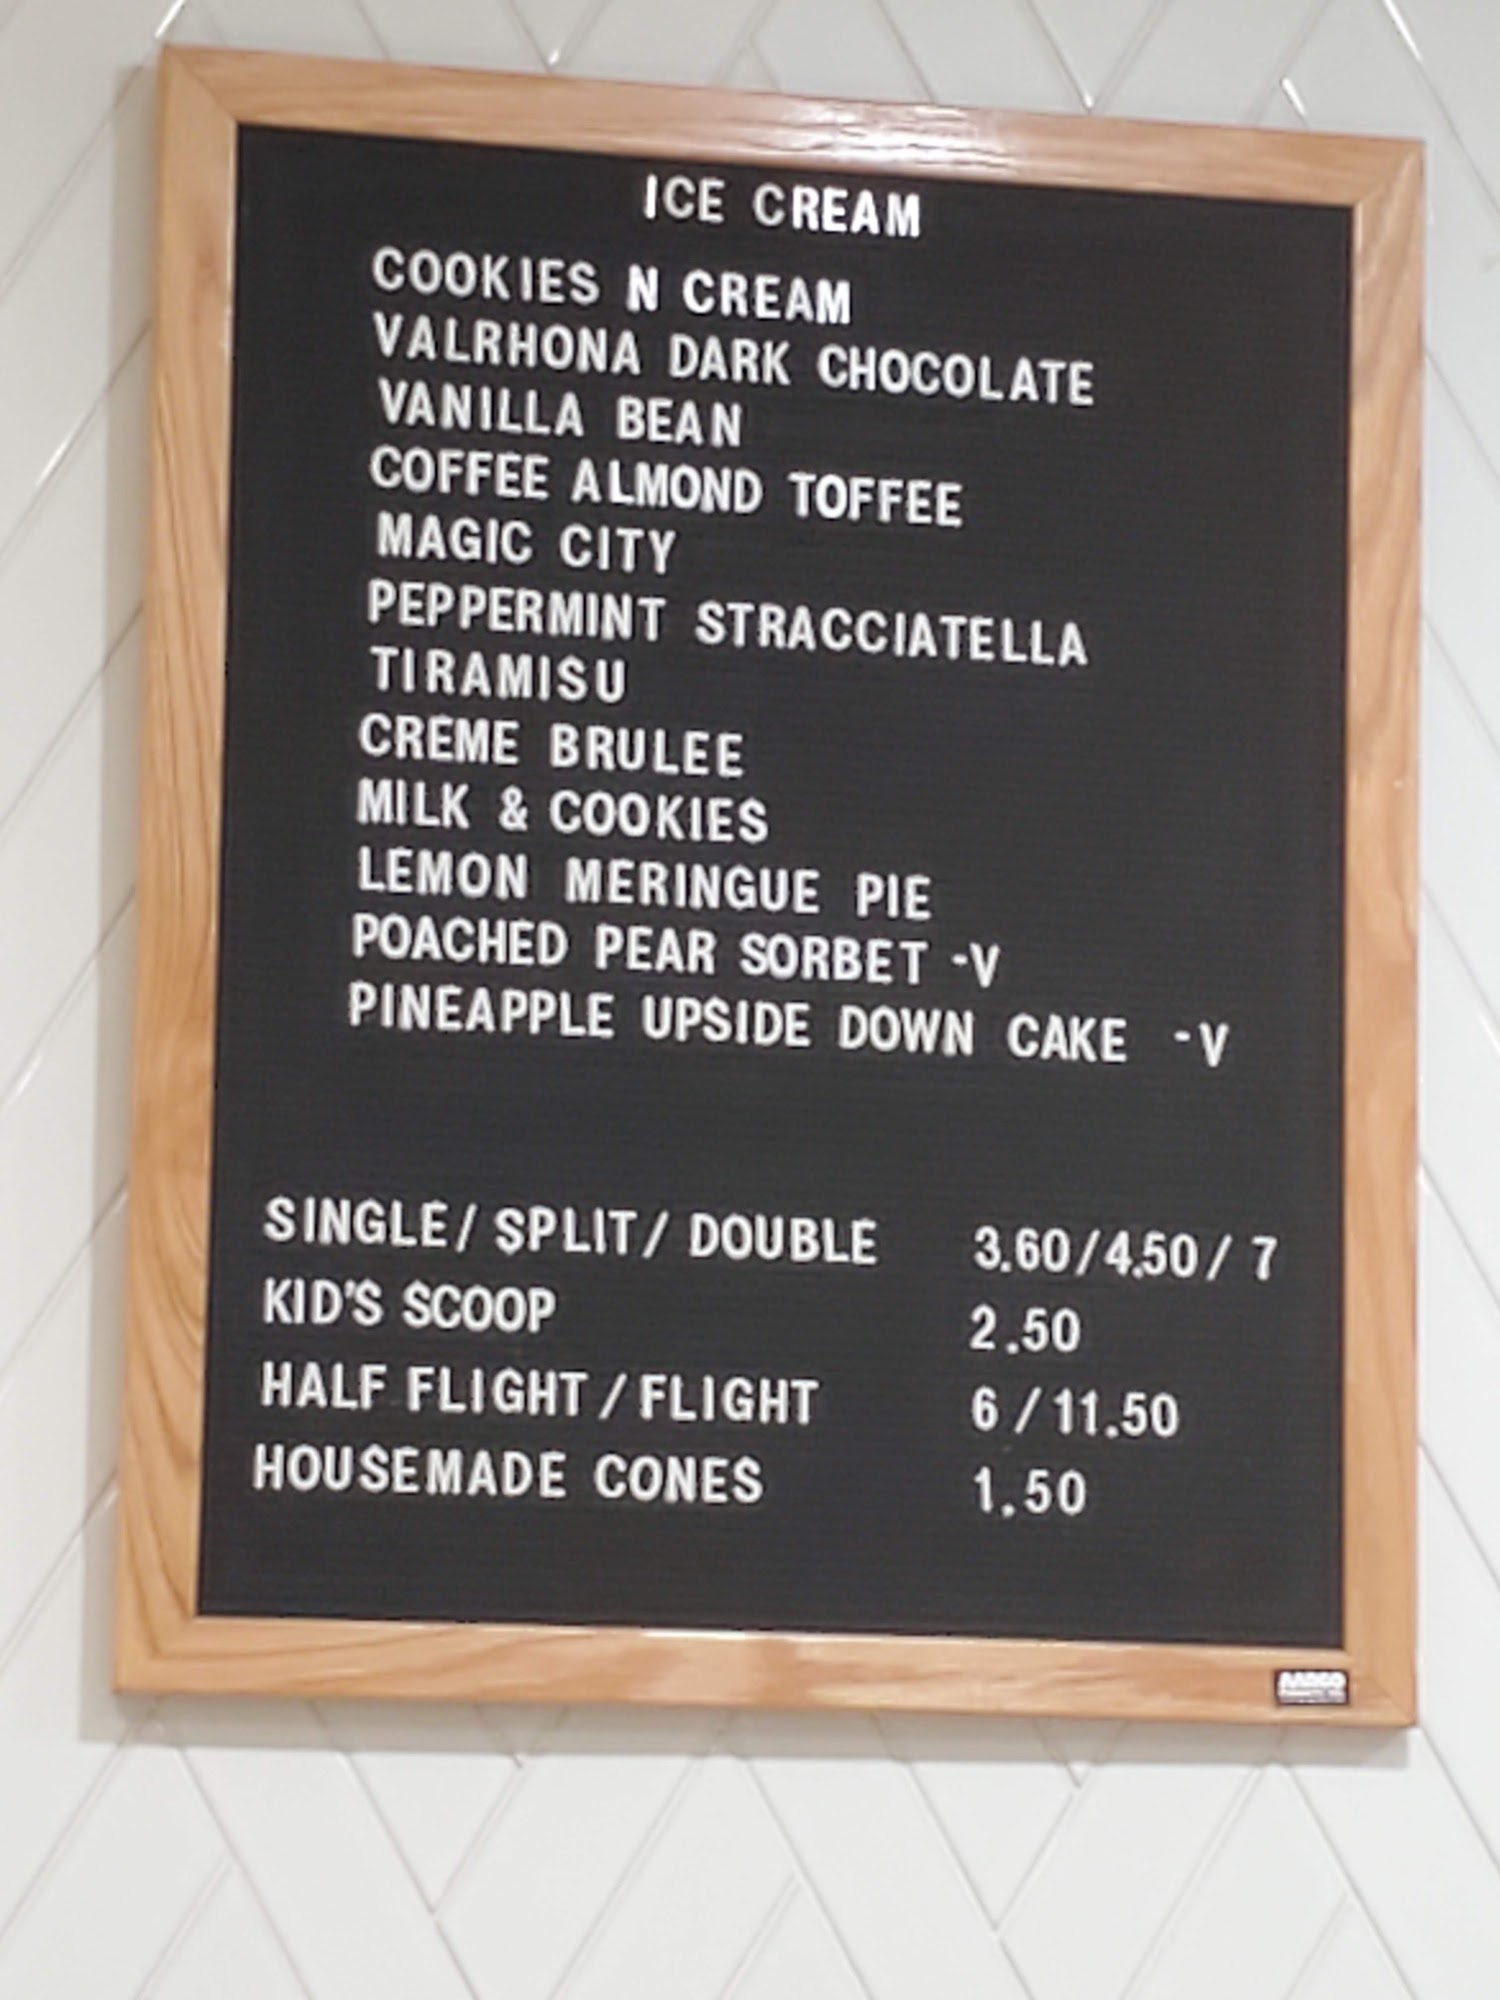 ICE CREAM
COOKIES N CREAM
VALRHONA DARK CHOCOLATE
VANILLA BEAN
COFFEE ALMOND TOFFEE
MAGIC CITY
PEPPERMINT STRACCIATELLA
TIRAMISU
CREME BRULEE
MILK & COOKIES
LEMON MERINGUE PIE
POACHED PEAR SORBET -V
PINEAPPLE UPSIDE DOWN CAKE -V
SINGLE/ SPLIT/ DOUBLE 3.60/4.50/ 7
KID'S SCOOP 2.50
HALF FLIGHT / FLIGHT 6 / 11.50
HOUSEMADE CONES 1.50